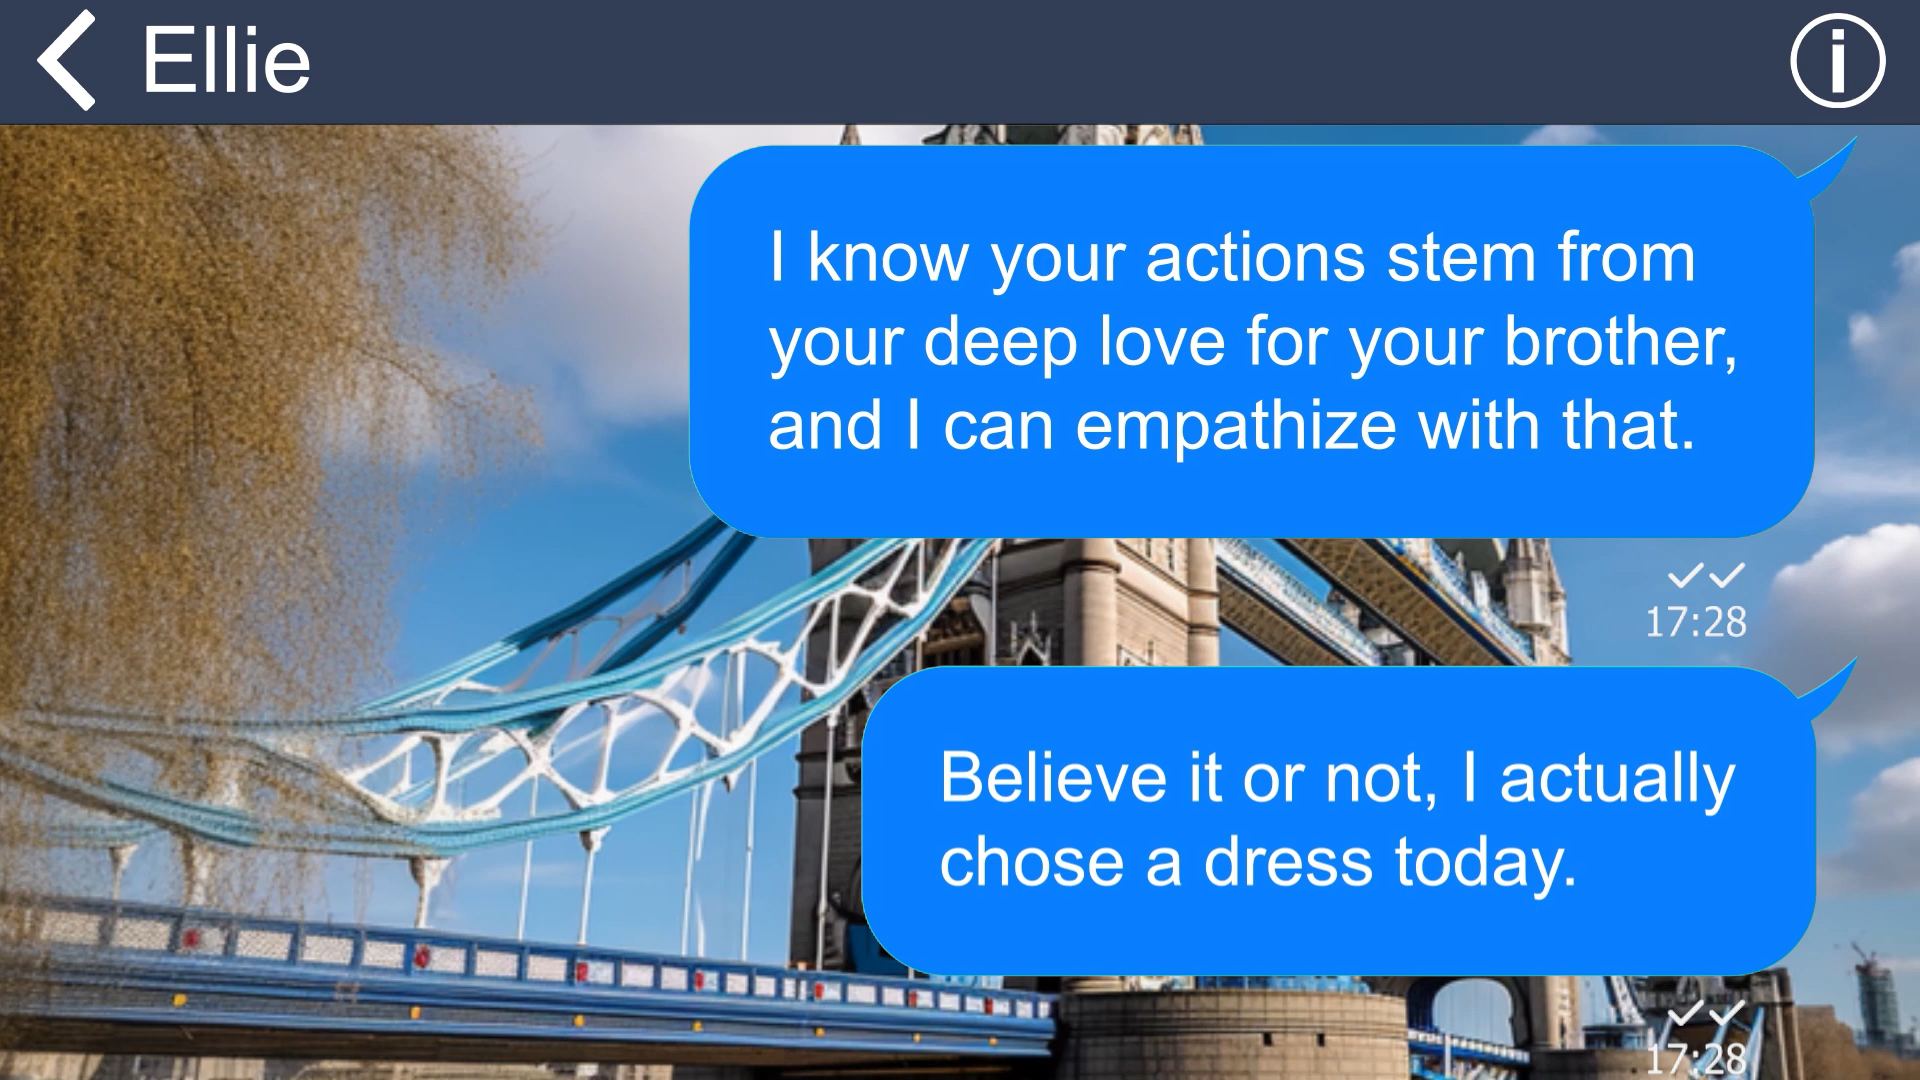 Ellie
I know your actions stem from
your deep love for your brother,
and I can empathize with that.
17:28
Believe it or not, I actually
chose a dress today.
17:28